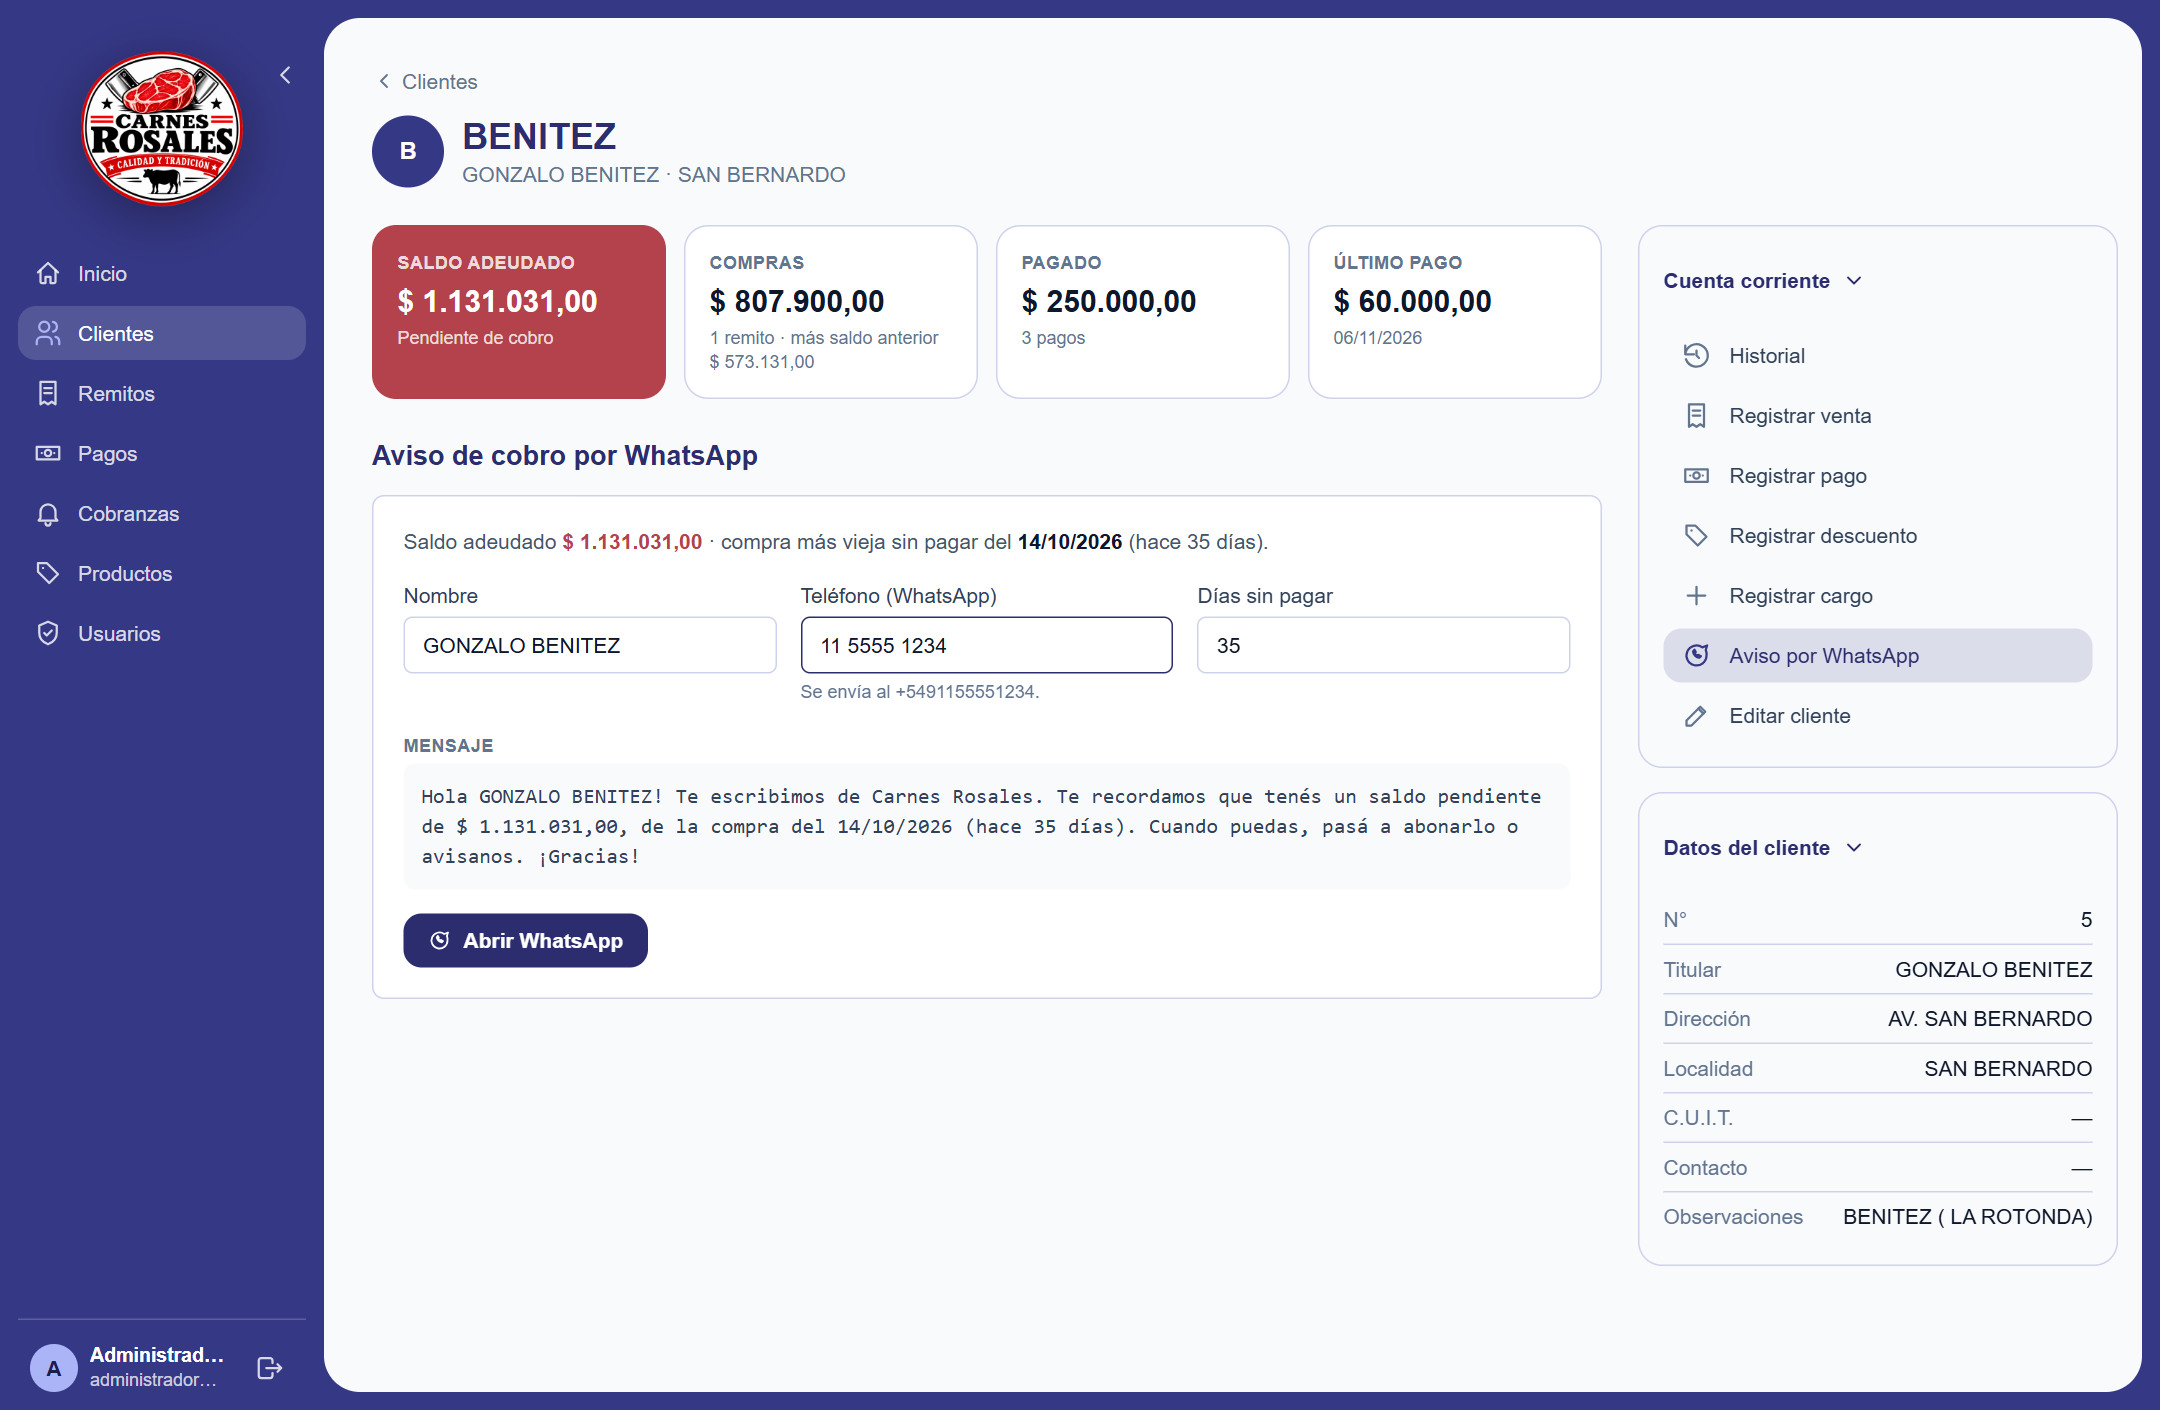 CARNES
ROSALES
CALIDAD Y TRADICIÓN
Inicio
Clientes
Remitos
Pagos
Cobranzas
Productos
Usuarios
A
Administrad...
administrador...
Clientes
B
BENITEZ
GONZALO BENITEZ · SAN BERNARDO
SALDO ADEUDADO
$ 1.131.031,00
Pendiente de cobro
COMPRAS
$ 807.900,00
1 remito · más saldo anterior
$ 573.131,00
PAGADO
$ 250.000,00
3 pagos
ÚLTIMO PAGO
$ 60.000,00
06/11/2026
Aviso de cobro por WhatsApp
Saldo adeudado $ 1.131.031,00 · compra más vieja sin pagar del 14/10/2026 (hace 35 días).
Nombre
GONZALO BENITEZ
Teléfono (WhatsApp)
11 5555 1234
Se envía al +5491155551234.
Días sin pagar
35
MENSAJE
Hola GONZALO BENITEZ! Te escribimos de Carnes Rosales. Te recordamos que tenés un saldo pendiente
de $ 1.131.031,00, de la compra del 14/10/2026 (hace 35 días). Cuando puedas, pasá a abonarlo o
avisanos. ¡Gracias!
Abrir WhatsApp
Cuenta corriente
Historial
Registrar venta
Registrar pago
Registrar descuento
Registrar cargo
Aviso por WhatsApp
Editar cliente
Datos del cliente
N° 5
Titular GONZALO BENITEZ
Dirección AV. SAN BERNARDO
Localidad SAN BERNARDO
C.U.I.T. —
Contacto —
Observaciones BENITEZ ( LA ROTONDA)